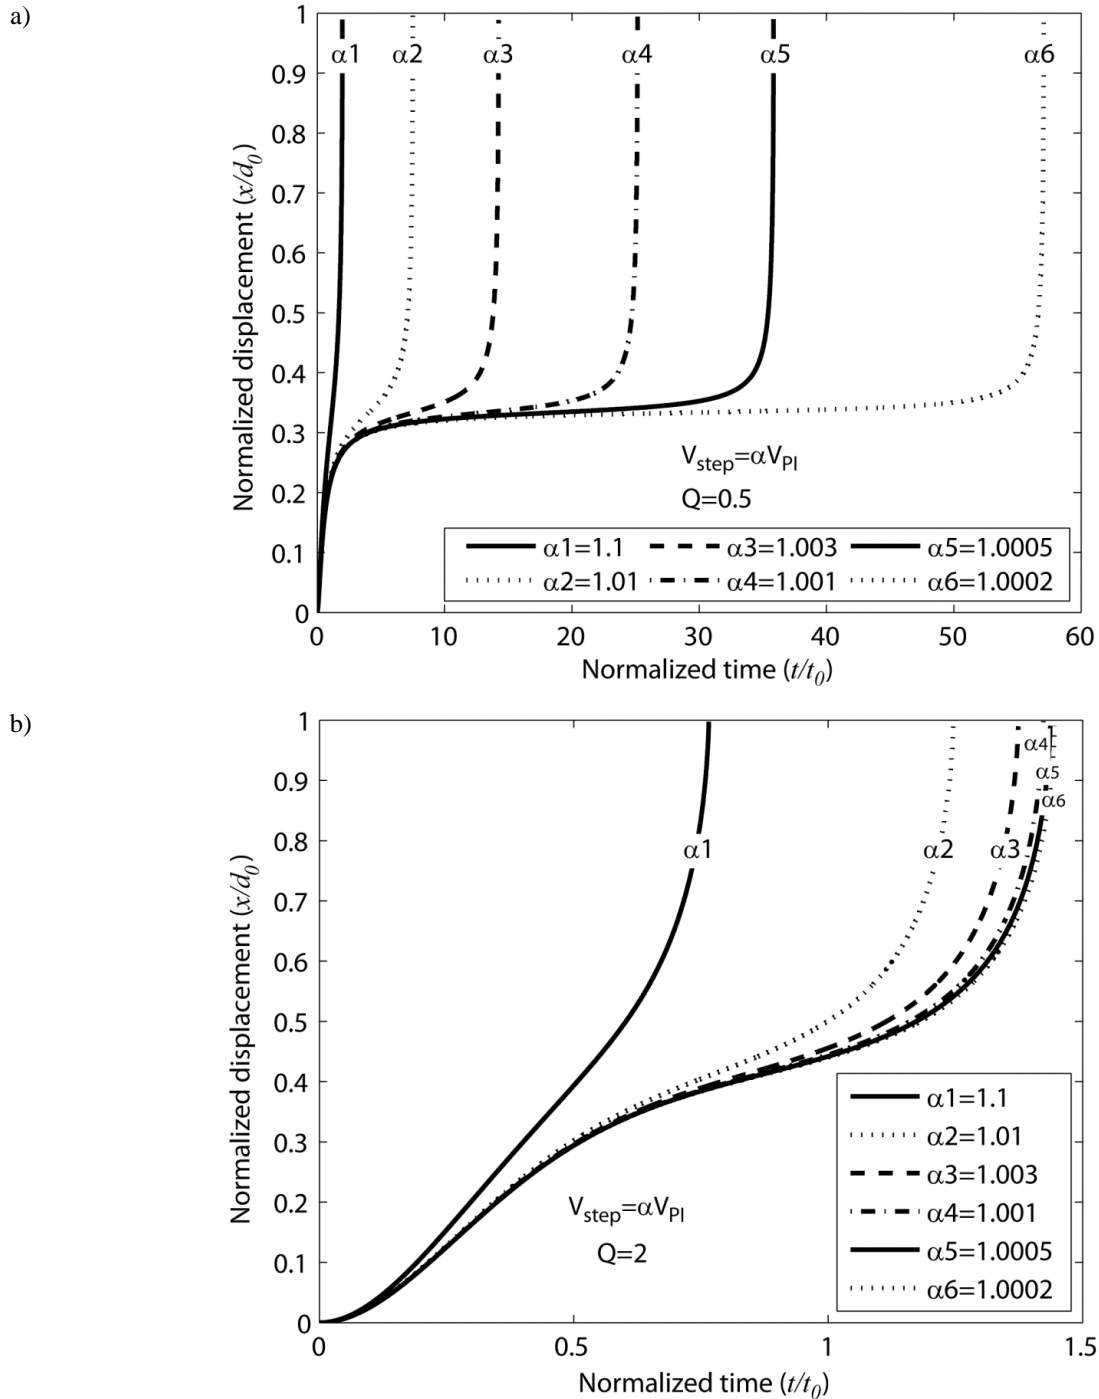 a)
1
0.9
0.8
0.7
0.6
0.5
0.4
0.3
0.2
0.1
0
Normalized displacement (x/d₀)
α1 α2 α3 α4 α5 α6
V_step=αV_PI
Q=0.5
α1=1.1 α3=1.003 α5=1.0005
α2=1.01 α4=1.001 α6=1.0002
0 10 20 30 40 50 60
Normalized time (t/t₀)
b)
1
0.9
0.8
0.7
0.6
0.5
0.4
0.3
0.2
0.1
0
Normalized displacement (x/d₀)
α4
α5
α6
α1 α2 α3
V_step=αV_PI
Q=2
α1=1.1
α2=1.01
α3=1.003
α4=1.001
α5=1.0005
α6=1.0002
0 0.5 1 1.5
Normalized time (t/t₀)